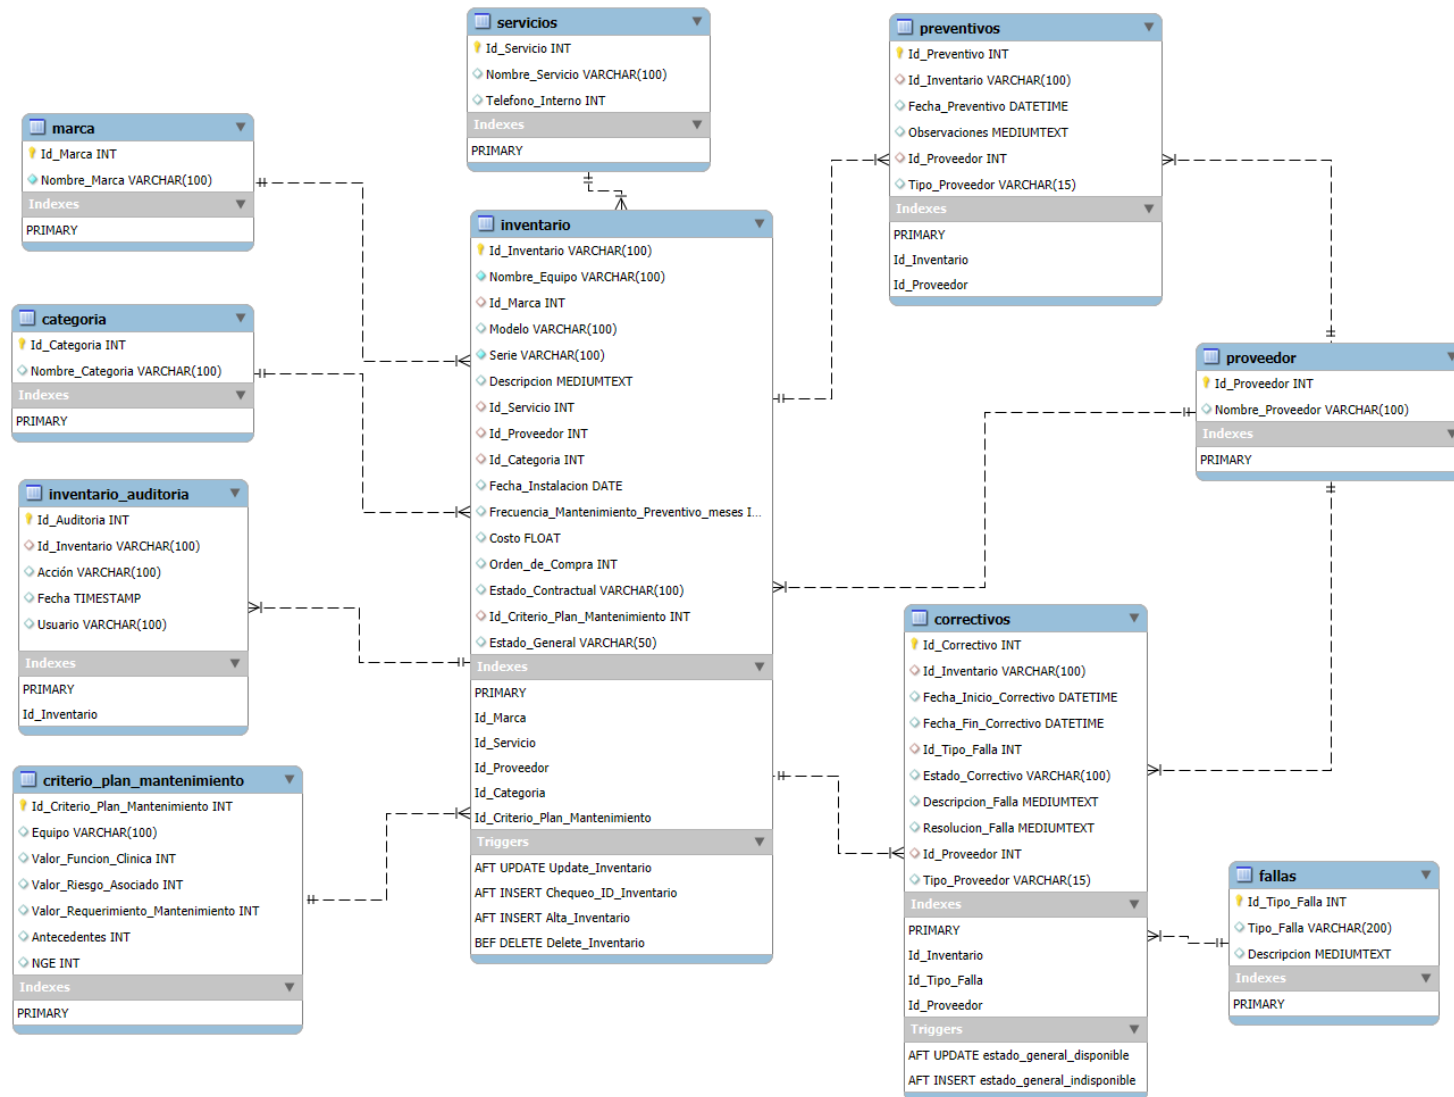 servicios
Id_Servicio INT
Nombre_Servicio VARCHAR(100)
Telefono_Interno INT
Indexes
PRIMARY
preventivos
Id_Preventivo INT
Id_Inventario VARCHAR(100)
Fecha_Preventivo DATETIME
Observaciones MEDIUMTEXT
Id_Proveedor INT
Tipo_Proveedor VARCHAR(15)
Indexes
PRIMARY
Id_Inventario
Id_Proveedor
marca
Id_Marca INT
Nombre_Marca VARCHAR(100)
Indexes
PRIMARY
inventario
Id_Inventario VARCHAR(100)
Nombre_Equipo VARCHAR(100)
Id_Marca INT
Modelo VARCHAR(100)
Serie VARCHAR(100)
Descripcion MEDIUMTEXT
Id_Servicio INT
Id_Proveedor INT
Id_Categoria INT
Fecha_Instalacion DATE
Frecuencia_Mantenimiento_Preventivo_meses I...
Costo FLOAT
Orden_de_Compra INT
Estado_Contractual VARCHAR(100)
Id_Criterio_Plan_Mantenimiento INT
Estado_General VARCHAR(50)
Indexes
PRIMARY
Id_Marca
Id_Servicio
Id_Proveedor
Id_Categoria
Id_Criterio_Plan_Mantenimiento
Triggers
AFT UPDATE Update_Inventario
AFT INSERT Chequeo_ID_Inventario
AFT INSERT Alta_Inventario
BEF DELETE Delete_Inventario
categoria
Id_Categoria INT
Nombre_Categoria VARCHAR(100)
Indexes
PRIMARY
proveedor
Id_Proveedor INT
Nombre_Proveedor VARCHAR(100)
Indexes
PRIMARY
inventario_auditoria
Id_Auditoria INT
Id_Inventario VARCHAR(100)
Acción VARCHAR(100)
Fecha TIMESTAMP
Usuario VARCHAR(100)
Indexes
PRIMARY
Id_Inventario
correctivos
Id_Correctivo INT
Id_Inventario VARCHAR(100)
Fecha_Inicio_Correctivo DATETIME
Fecha_Fin_Correctivo DATETIME
Id_Tipo_Falla INT
Estado_Correctivo VARCHAR(100)
Descripcion_Falla MEDIUMTEXT
Resolucion_Falla MEDIUMTEXT
Id_Proveedor INT
Tipo_Proveedor VARCHAR(15)
Indexes
PRIMARY
Id_Inventario
Id_Tipo_Falla
Id_Proveedor
Triggers
AFT UPDATE estado_general_disponible
AFT INSERT estado_general_indisponible
criterio_plan_mantenimiento
Id_Criterio_Plan_Mantenimiento INT
Equipo VARCHAR(100)
Valor_Funcion_Clinica INT
Valor_Riesgo_Asociado INT
Valor_Requerimiento_Mantenimiento INT
Antecedentes INT
NGE INT
Indexes
PRIMARY
fallas
Id_Tipo_Falla INT
Tipo_Falla VARCHAR(200)
Descripcion MEDIUMTEXT
Indexes
PRIMARY